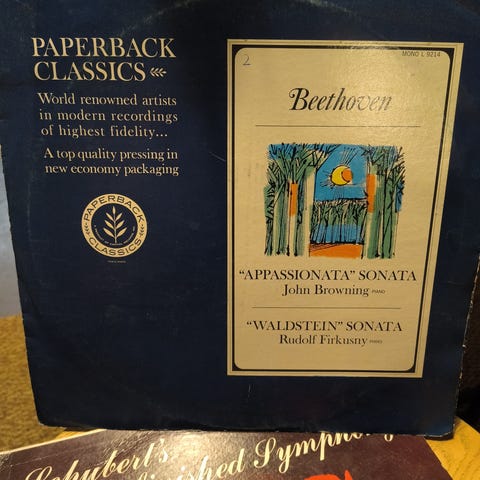 PAPERBACK
CLASSICS
World renowned artists
in modern recordings
of highest fidelity...
A top quality pressing in
new economy packaging
PAPERBACK
CLASSICS
2
MONO L 9214
Beethoven
"APPASSIONATA" SONATA
John Browning PIANO
"WALDSTEIN" SONATA
Rudolf Firkusny PIANO
Schubert's
Symphony